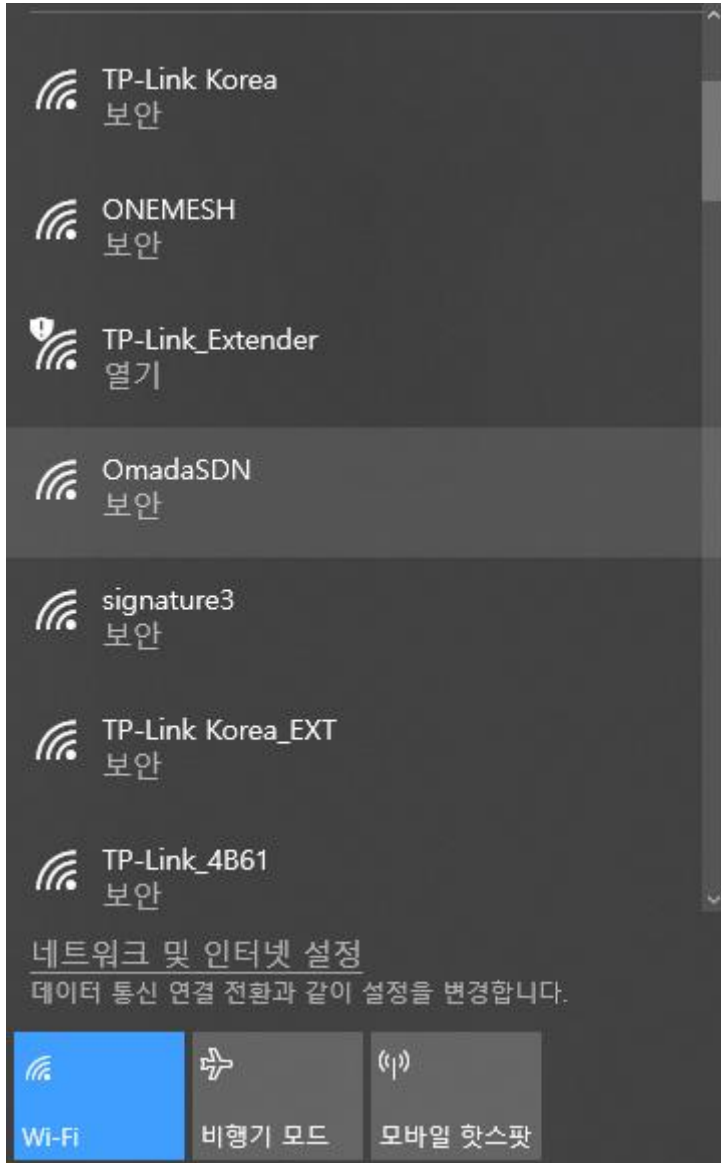 TP-Link Korea
보안
ONEMESH
보안
TP-Link_Extender
열기
OmadaSDN
보안
signature3
보안
TP-Link Korea_EXT
보안
TP-Link_4B61
보안
네트워크 및 인터넷 설정
데이터 통신 연결 전환과 같이 설정을 변경합니다.
Wi-Fi
비행기 모드
모바일 핫스팟